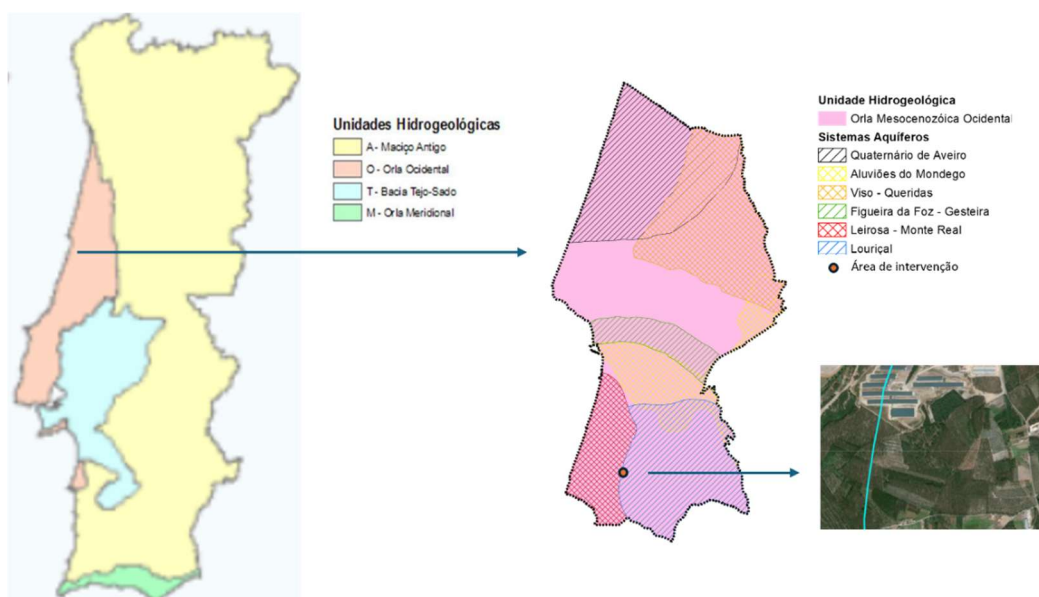 Unidades Hidrogeológicas
A- Maciço Antigo
O - Orla Ocidental
T - Bacia Tejo-Sado
M - Orla Meridional
Unidade Hidrogeológica
Orla Mesocenozóica Ocidental
Sistemas Aquíferos
Quaternário de Aveiro
Aluviões do Mondego
Viso - Queridas
Figueira da Foz - Gesteira
Leirosa - Monte Real
Louriçal
Área de intervenção